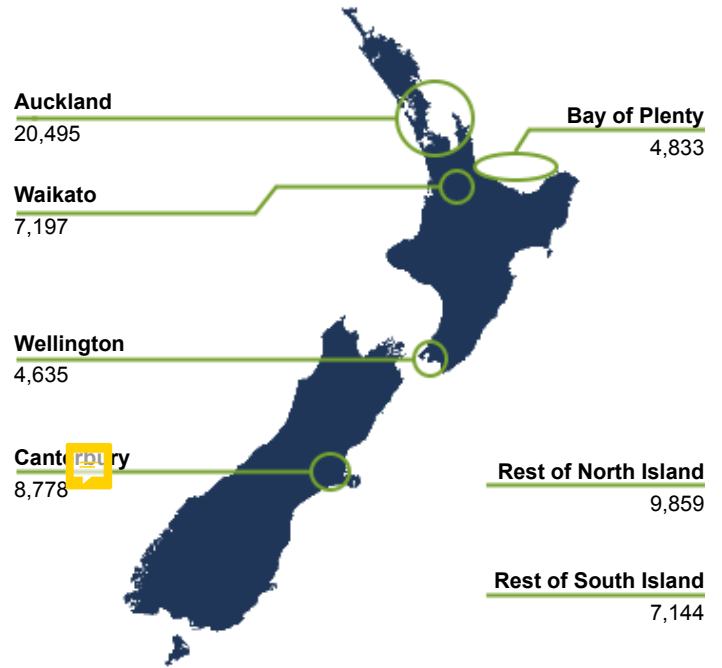 Auckland
20,495
Bay of Plenty
4,833
Waikato
7,197
Wellington
4,635
Canterbury
8,778
Rest of North Island
9,859
Rest of South Island
7,144